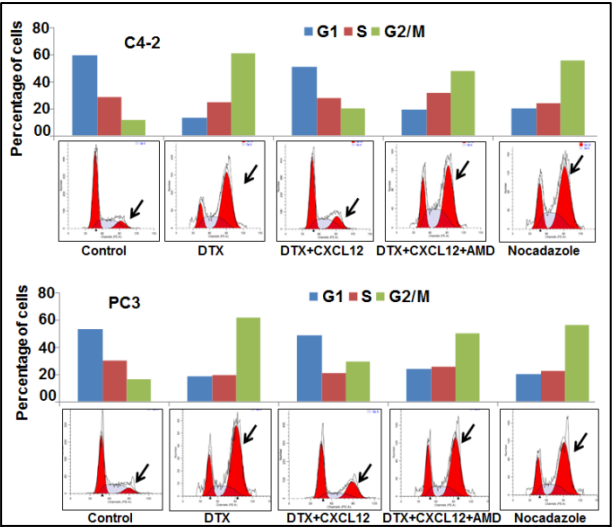 C4-2
G1 S G2/M
Percentage of cells
80
60
40
20
00
Control DTX DTX+CXCL12 DTX+CXCL12+AMD Nocadazole
PC3
G1 S G2/M
Percentage of cells
80
60
40
20
00
Control DTX DTX+CXCL12 DTX+CXCL12+AMD Nocadazole